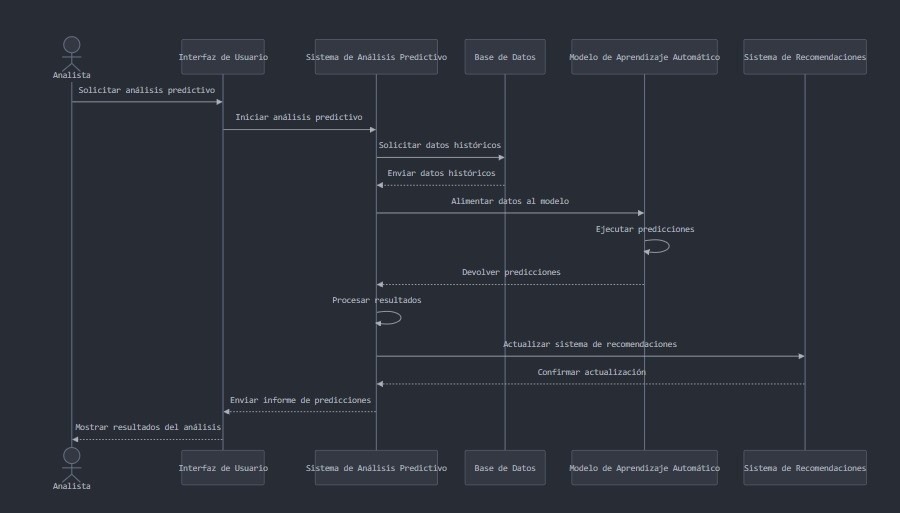 Analista
Interfaz de Usuario
Sistema de Análisis Predictivo
Base de Datos
Modelo de Aprendizaje Automático
Sistema de Recomendaciones
Solicitar análisis predictivo
Iniciar análisis predictivo
Solicitar datos históricos
Enviar datos históricos
Alimentar datos al modelo
Ejecutar predicciones
Devolver predicciones
Procesar resultados
Actualizar sistema de recomendaciones
Confirmar actualización
Enviar informe de predicciones
Mostrar resultados del análisis
Analista
Interfaz de Usuario
Sistema de Análisis Predictivo
Base de Datos
Modelo de Aprendizaje Automático
Sistema de Recomendaciones